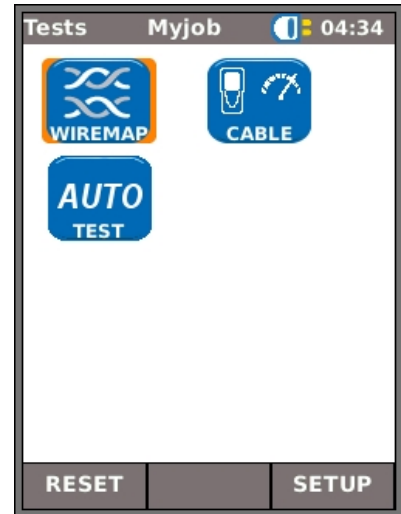 Tests Myjob 04:34
WIREMAP CABLE
AUTO
TEST
RESET SETUP